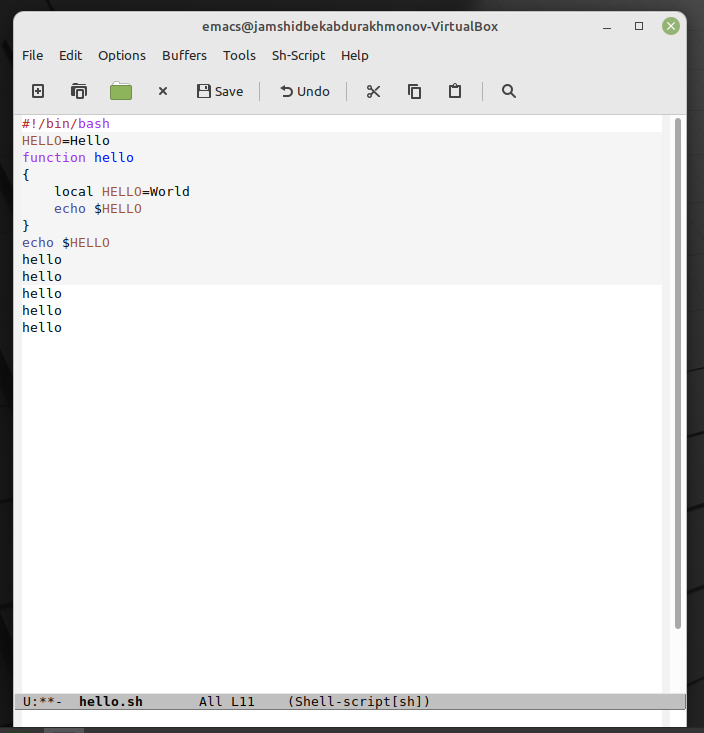 emacs@jamshidbekabdurakhmonov-VirtualBox
File Edit Options Buffers Tools Sh-Script Help
Save Undo
#!/bin/bash
HELLO=Hello
function hello
{
    local HELLO=World
    echo $HELLO
}
echo $HELLO
hello
hello
hello
hello
hello
U:**-  hello.sh       All L11    (Shell-script[sh])